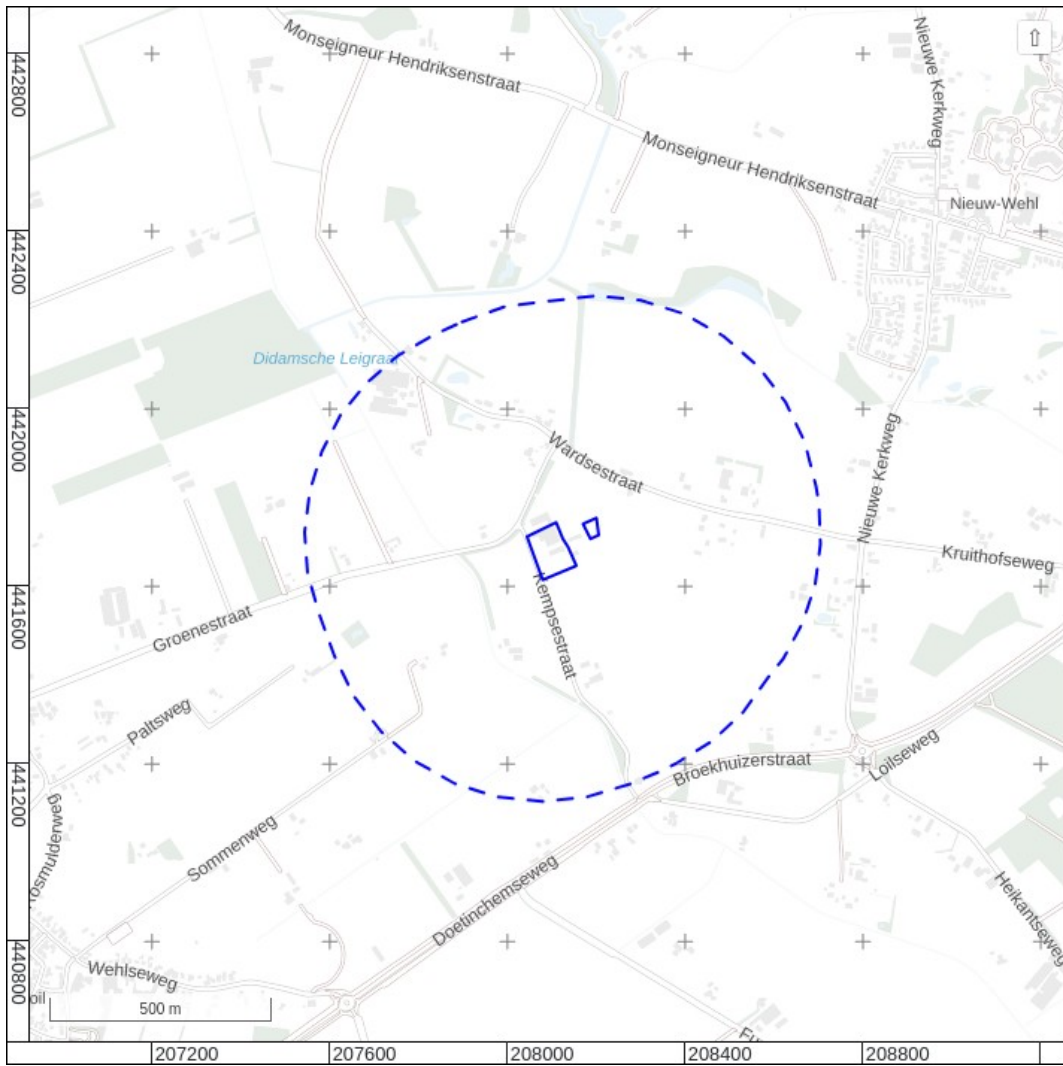 Monseigneur Hendriksenstraat
Nieuwe Kerkweg
⇧
442800
Monseigneur Hendriksenstraat
Nieuw-Wehl
442400
Didamsche Leigraaf
442000
Wardsestraat
Nieuwe Kerkweg
Kruithofseweg
Groenestraat
Kempsestraat
441600
Paltsweg
Loilseweg
Broekhuizerstraat
441200
Sommenweg
Doetinchemseweg
Heikantseweg
Wehlseweg
440800
oil
500 m
207200
207600
208000
208400
208800